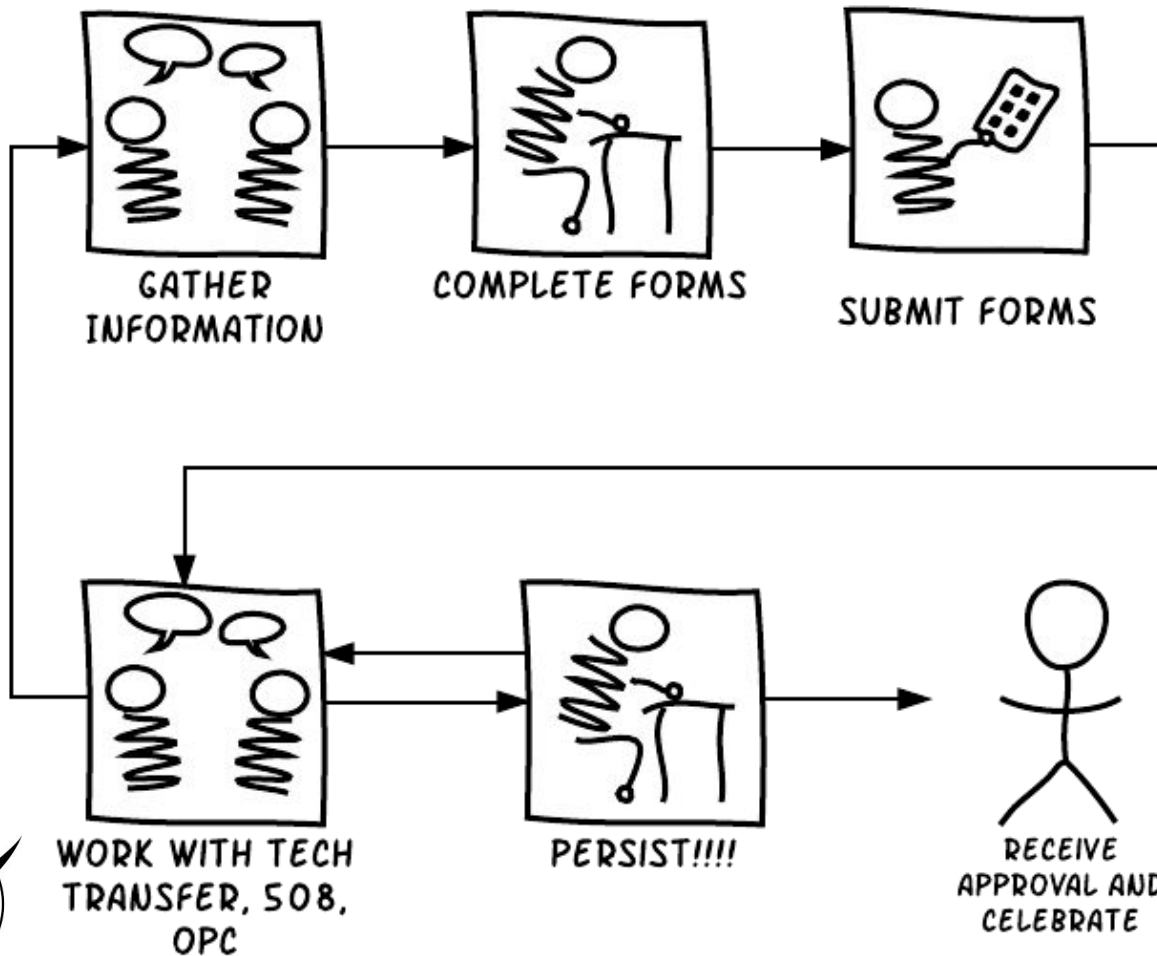 GATHER
INFORMATION
COMPLETE FORMS
SUBMIT FORMS
WORK WITH TECH
TRANSFER, 508,
OPC
PERSIST!!!!
RECEIVE
APPROVAL AND
CELEBRATE